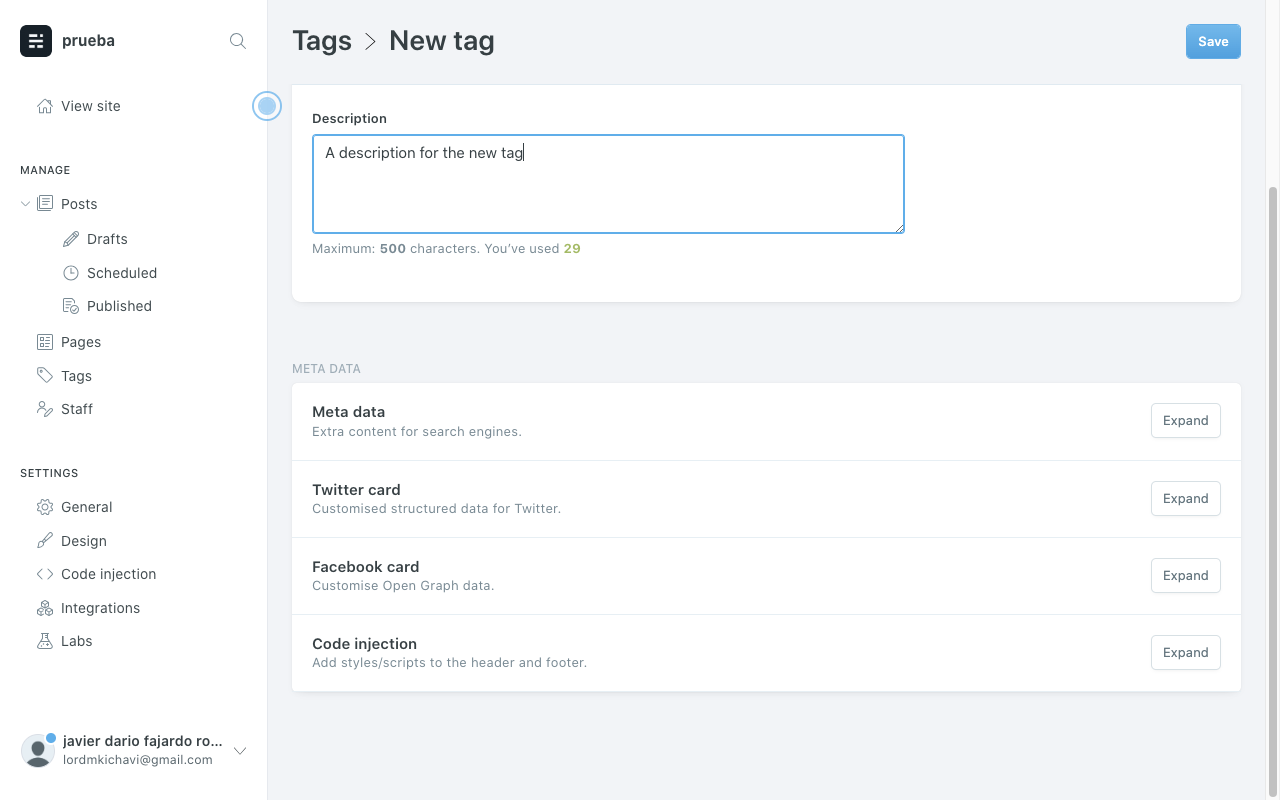 prueba
View site
MANAGE
Posts
Drafts
Scheduled
Published
Pages
Tags
Staff
SETTINGS
General
Design
Code injection
Integrations
Labs
javier dario fajardo ro...
lordmkichavi@gmail.com
Tags > New tag
Save
Description
A description for the new tag
Maximum: 500 characters. You’ve used 29
META DATA
Meta data
Extra content for search engines.
Expand
Twitter card
Customised structured data for Twitter.
Expand
Facebook card
Customise Open Graph data.
Expand
Code injection
Add styles/scripts to the header and footer.
Expand